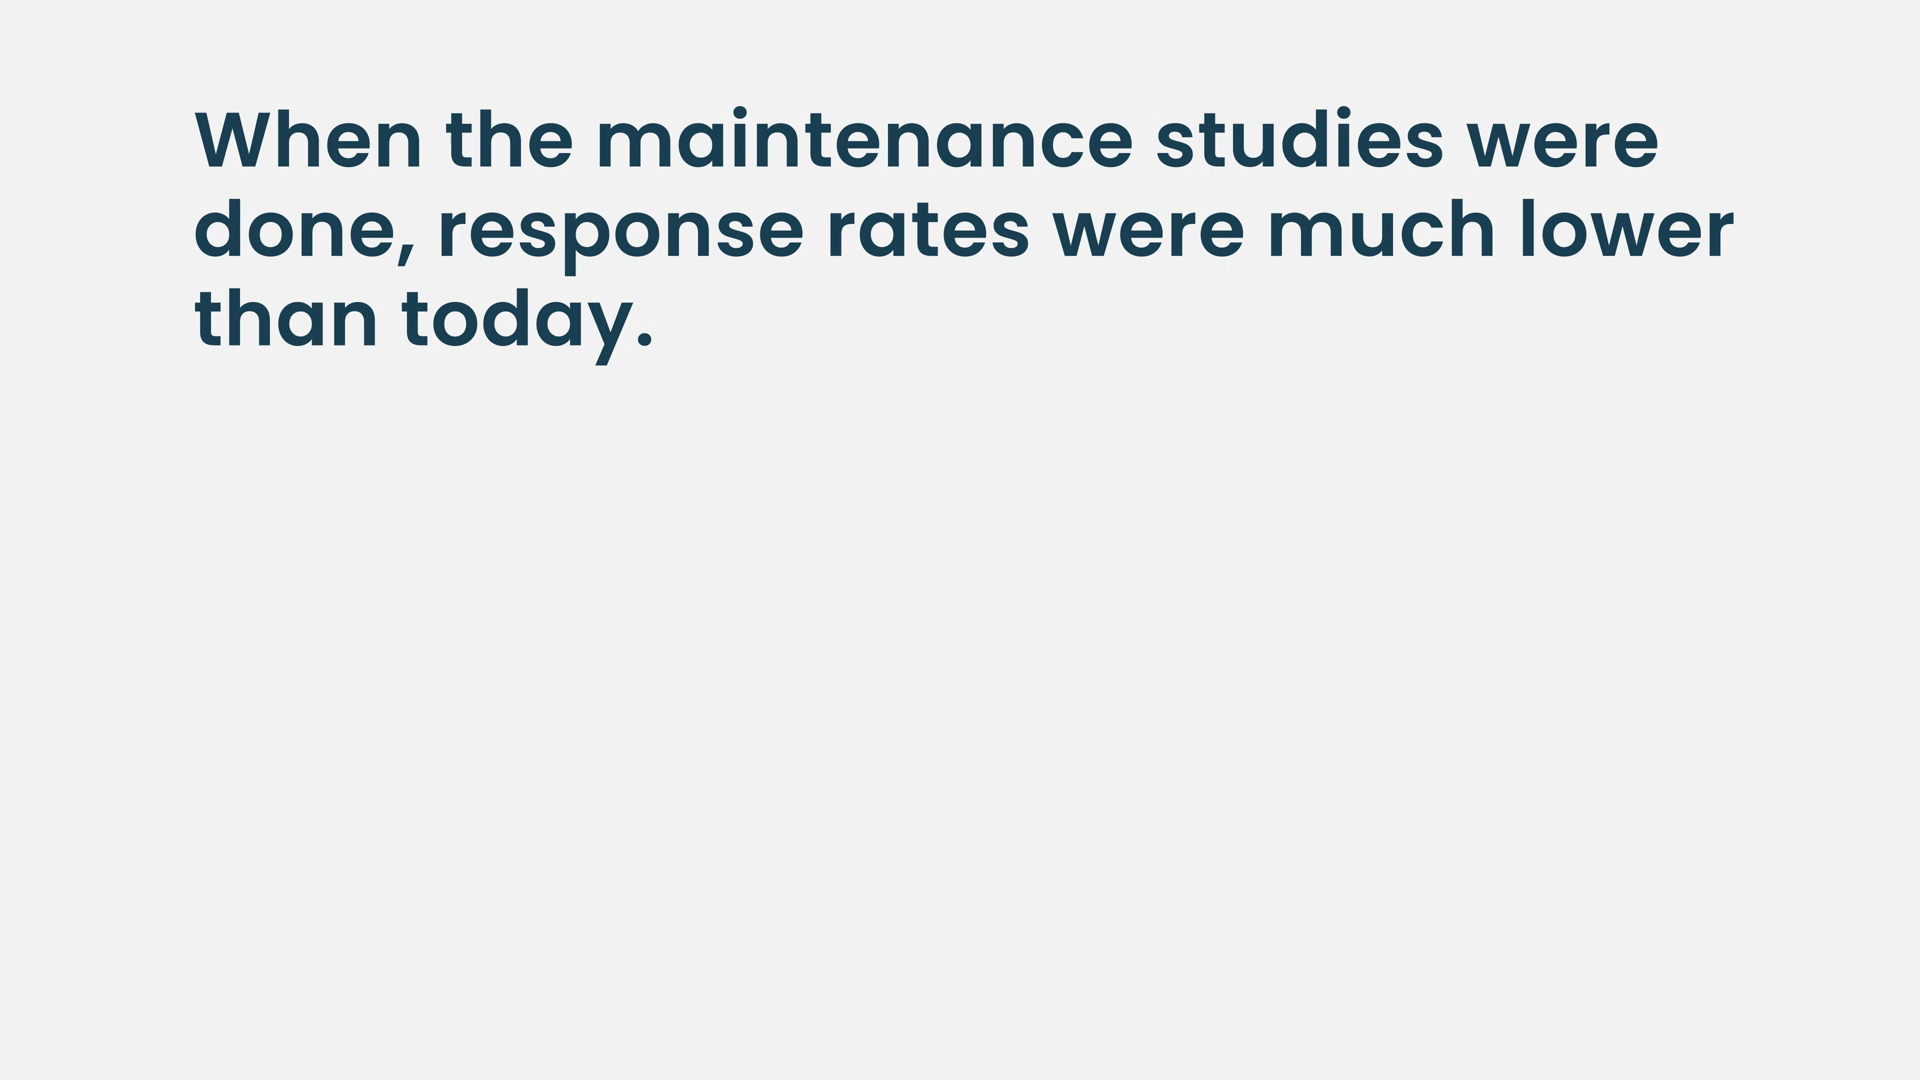 When the maintenance studies were
done, response rates were much lower
than today.